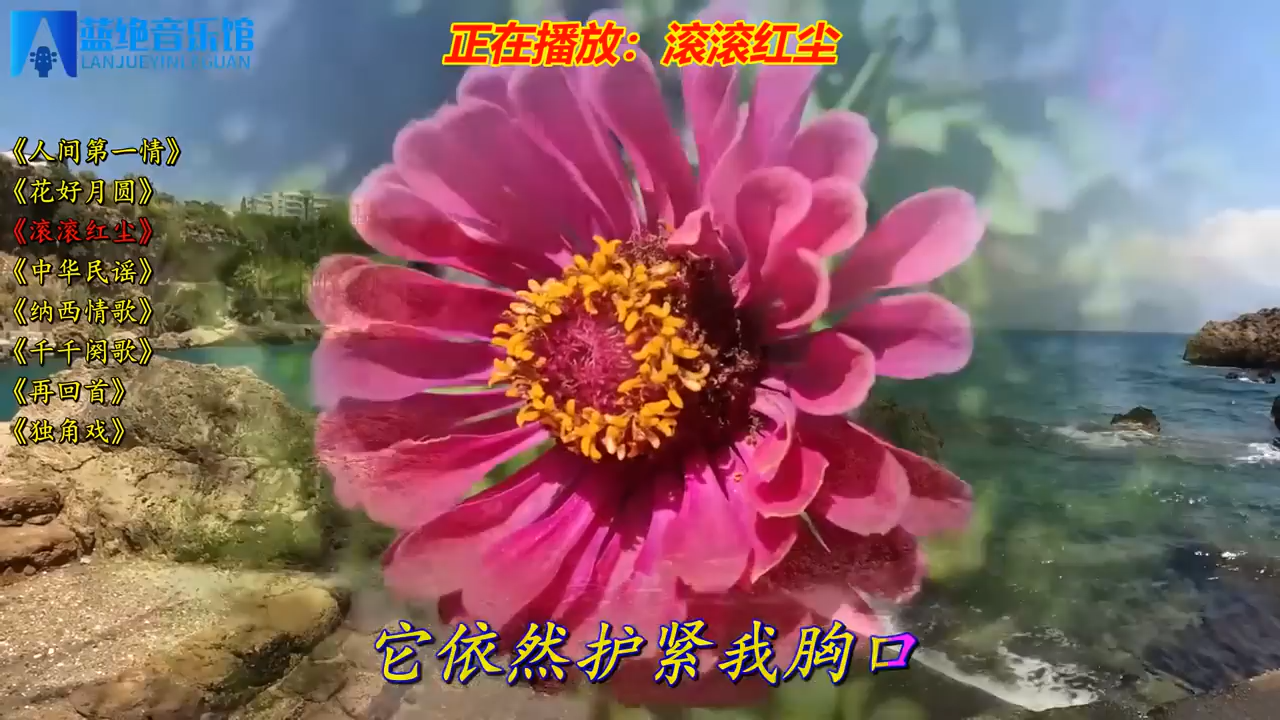 蓝绝音乐馆
LANJUEYINLEGUAN
正在播放：滚滚红尘
《人间第一情》
《花好月圆》
《滚滚红尘》
《中华民谣》
《纳西情歌》
《千千阕歌》
《再回首》
《独角戏》
它依然护紧我胸口